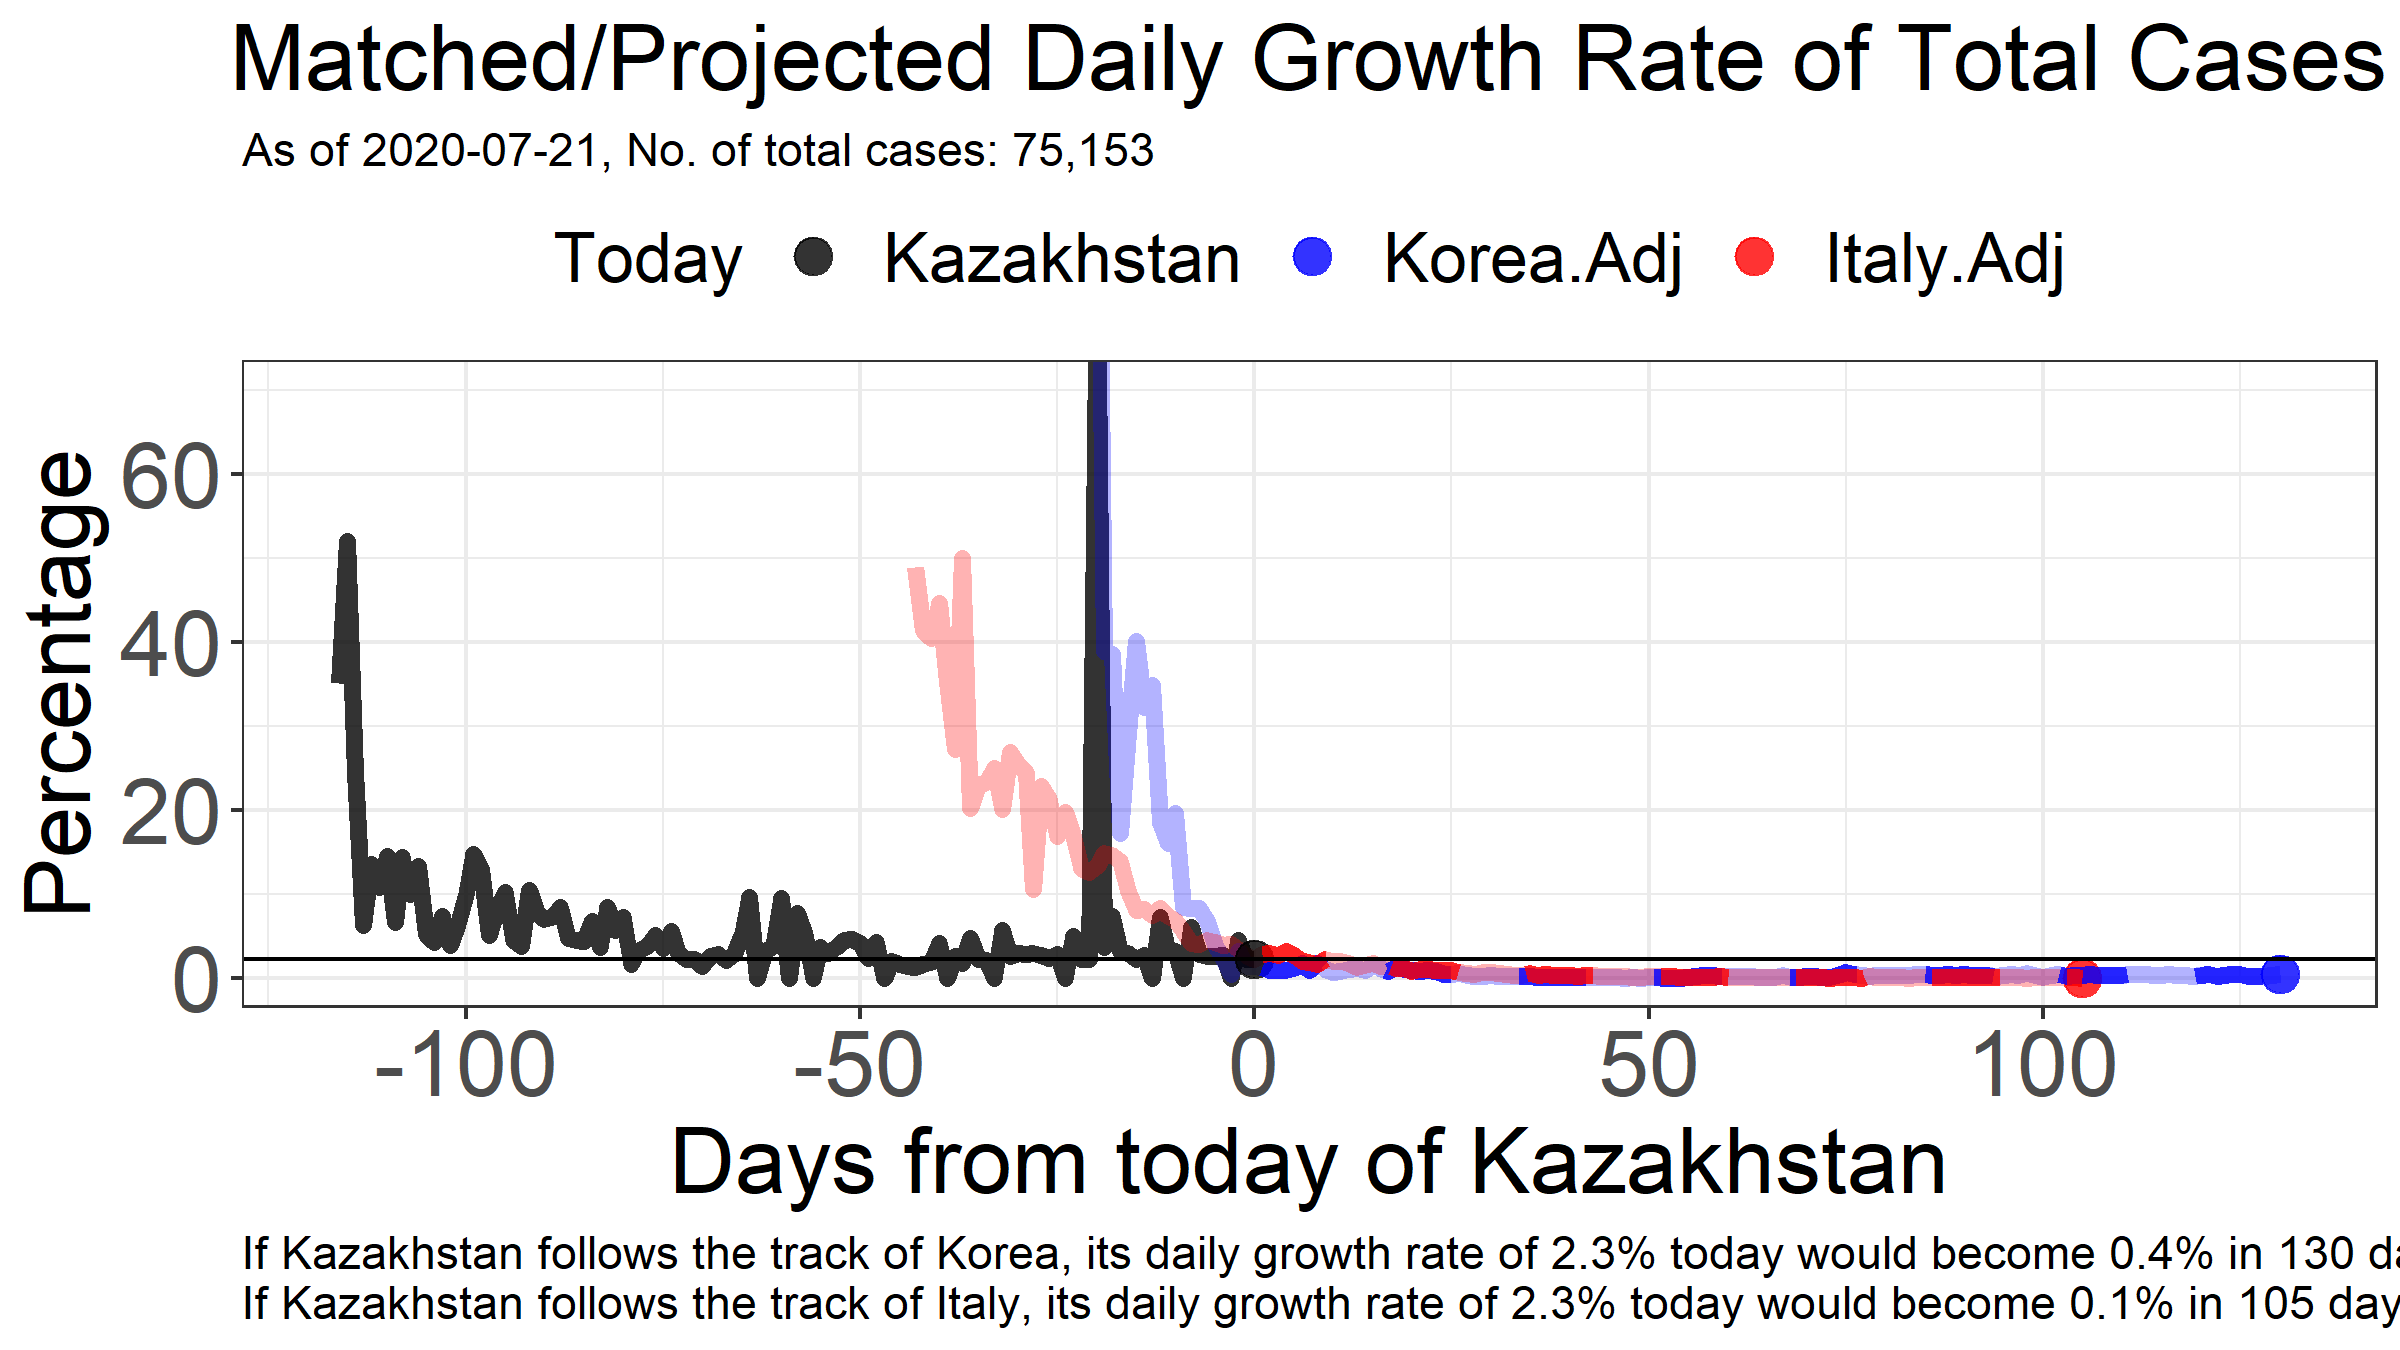 Matched/Projected Daily Growth Rate of Total Cases
As of 2020-07-21, No. of total cases: 75,153
Today Kazakhstan Korea.Adj Italy.Adj
Percentage
60
40
20
0
-100 -50 0 50 100
Days from today of Kazakhstan
If Kazakhstan follows the track of Korea, its daily growth rate of 2.3% today would become 0.4% in 130 da
If Kazakhstan follows the track of Italy, its daily growth rate of 2.3% today would become 0.1% in 105 day